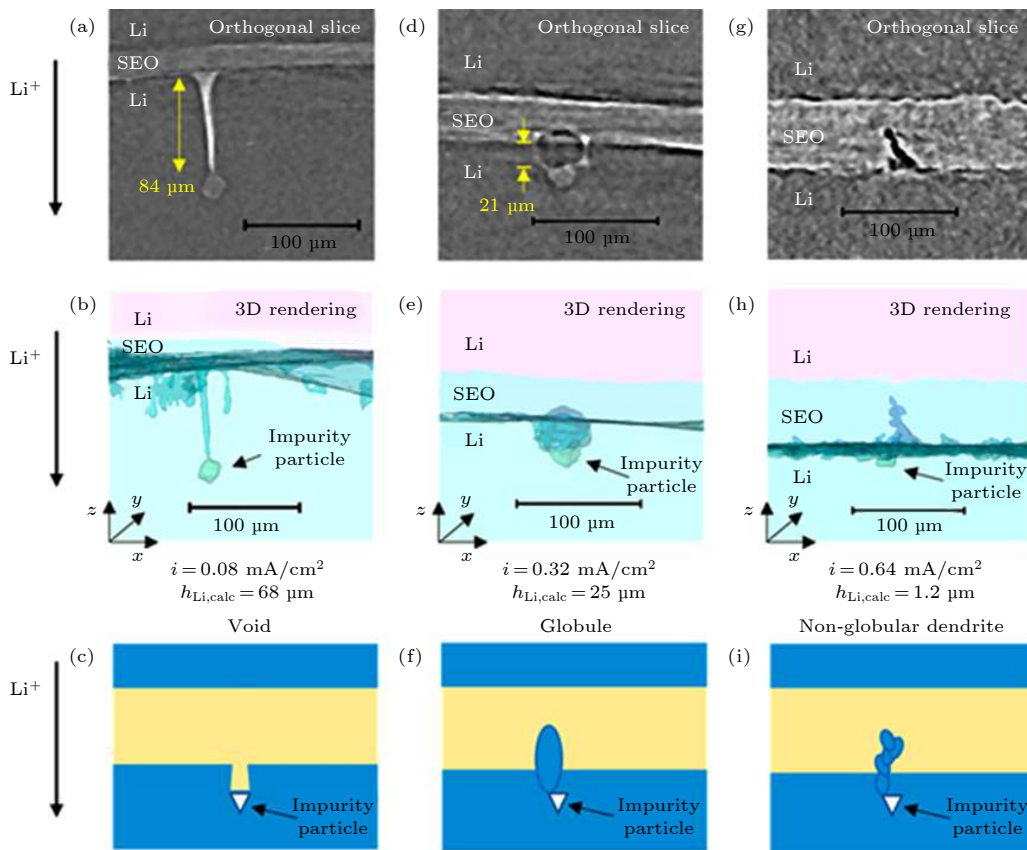 (a)
Li
Orthogonal slice
SEO
Li
84 µm
100 µm
Li⁺
(d)
Orthogonal slice
Li
SEO
Li
21 µm
100 µm
(g)
Orthogonal slice
Li
SEO
Li
100 µm
(b)
3D rendering
Li
SEO
Li
Impurity
particle
100 µm
z
y
x
Li⁺
i=0.08 mA/cm²
h_Li,calc=68 µm
(e)
3D rendering
Li
SEO
Li
Impurity
particle
100 µm
z
y
x
i=0.32 mA/cm²
h_Li,calc=25 µm
(h)
3D rendering
Li
SEO
Li
Impurity
particle
100 µm
z
y
x
i=0.64 mA/cm²
h_Li,calc=1.2 µm
Void
(c)
Li⁺
Impurity
particle
Globule
(f)
Impurity
particle
Non-globular dendrite
(i)
Impurity
particle